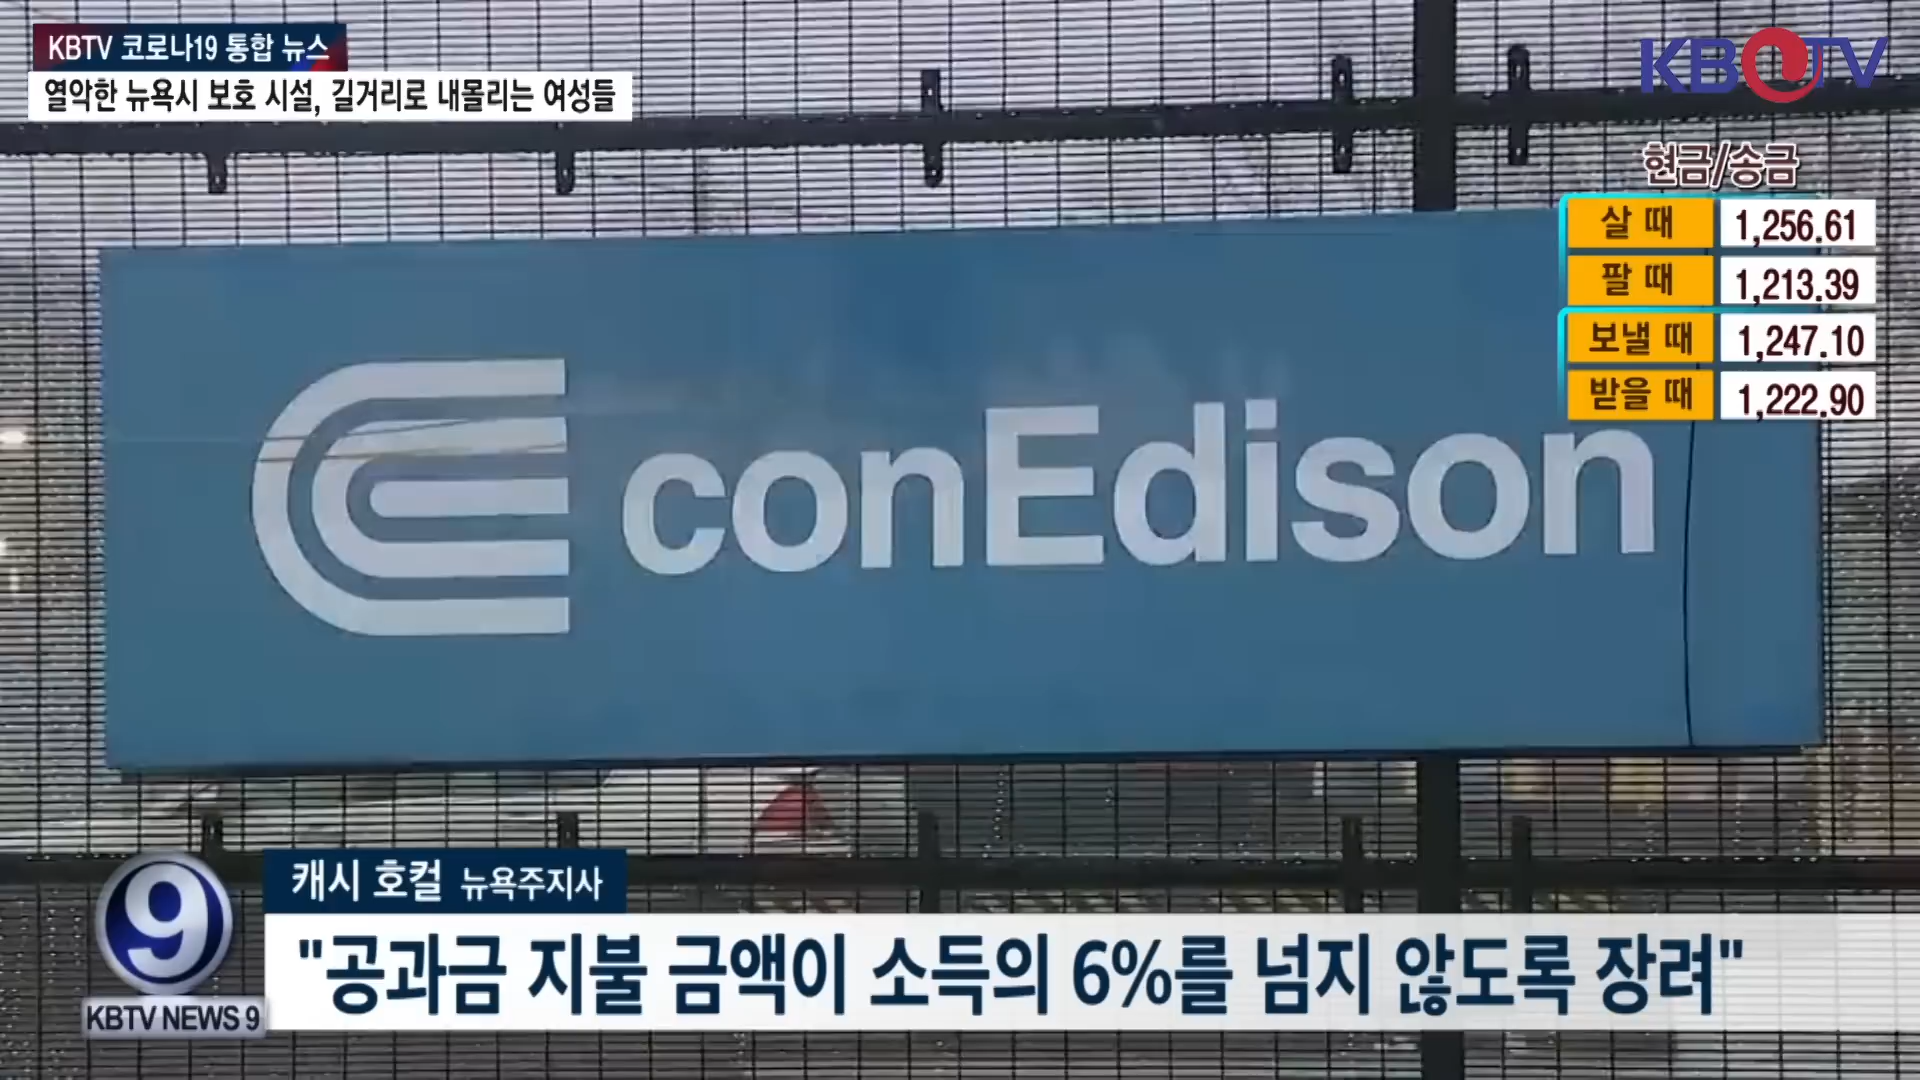 KBTV 코로나19 통합 뉴스
열악한 뉴욕시 보호 시설, 길거리로 내몰리는 여성들
KBTV
현금/송금
살 때 1,256.61
팔 때 1,213.39
보낼 때 1,247.10
받을 때 1,222.90
conEdison
캐시 호컬 뉴욕주지사
"공과금 지불 금액이 소득의 6%를 넘지 않도록 장려"
9
KBTV NEWS 9